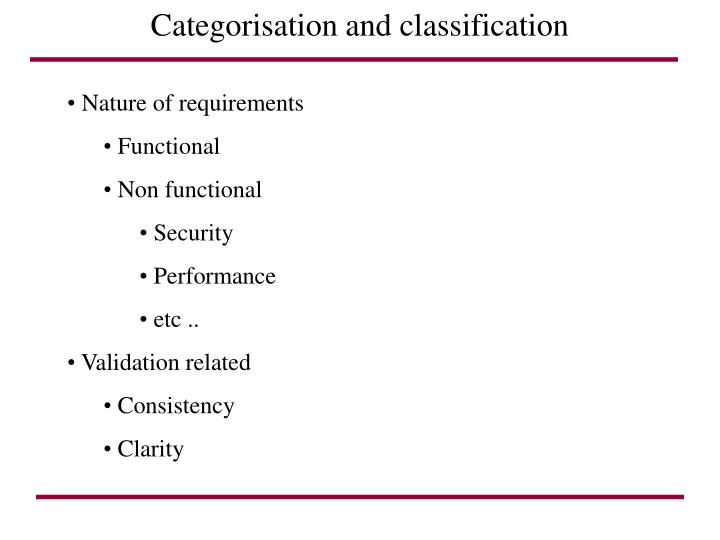 Categorisation and classification
• Nature of requirements
• Functional
• Non functional
• Security
• Performance
• etc ..
• Validation related
• Consistency
• Clarity